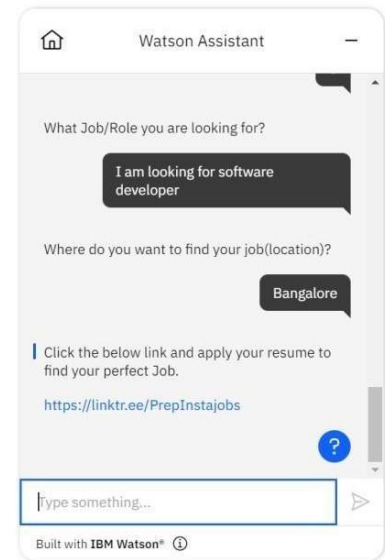 Watson Assistant
What Job/Role you are looking for?
I am looking for software
developer
Where do you want to find your job(location)?
Bangalore
Click the below link and apply your resume to
find your perfect Job.
https://linktr.ee/PrepInstajobs
?
Type something...
Built with IBM Watson® ⓘ